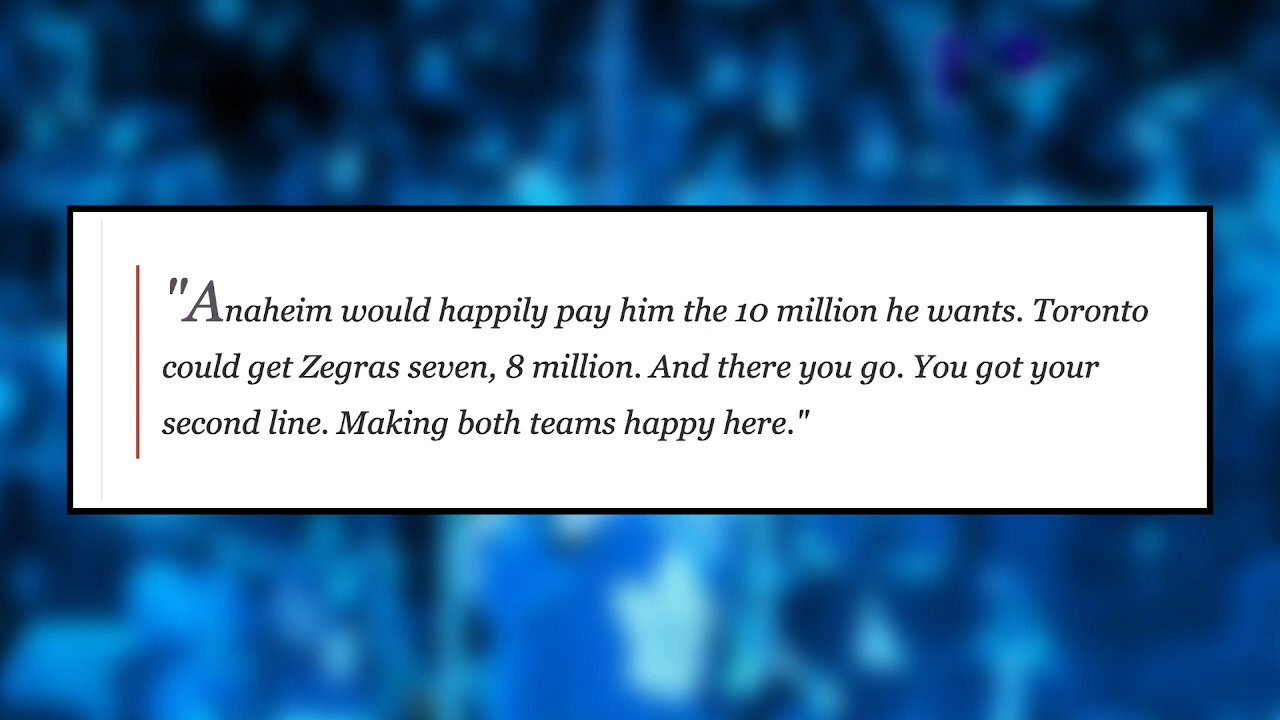 "Anaheim would happily pay him the 10 million he wants. Toronto
could get Zegras seven, 8 million. And there you go. You got your
second line. Making both teams happy here."